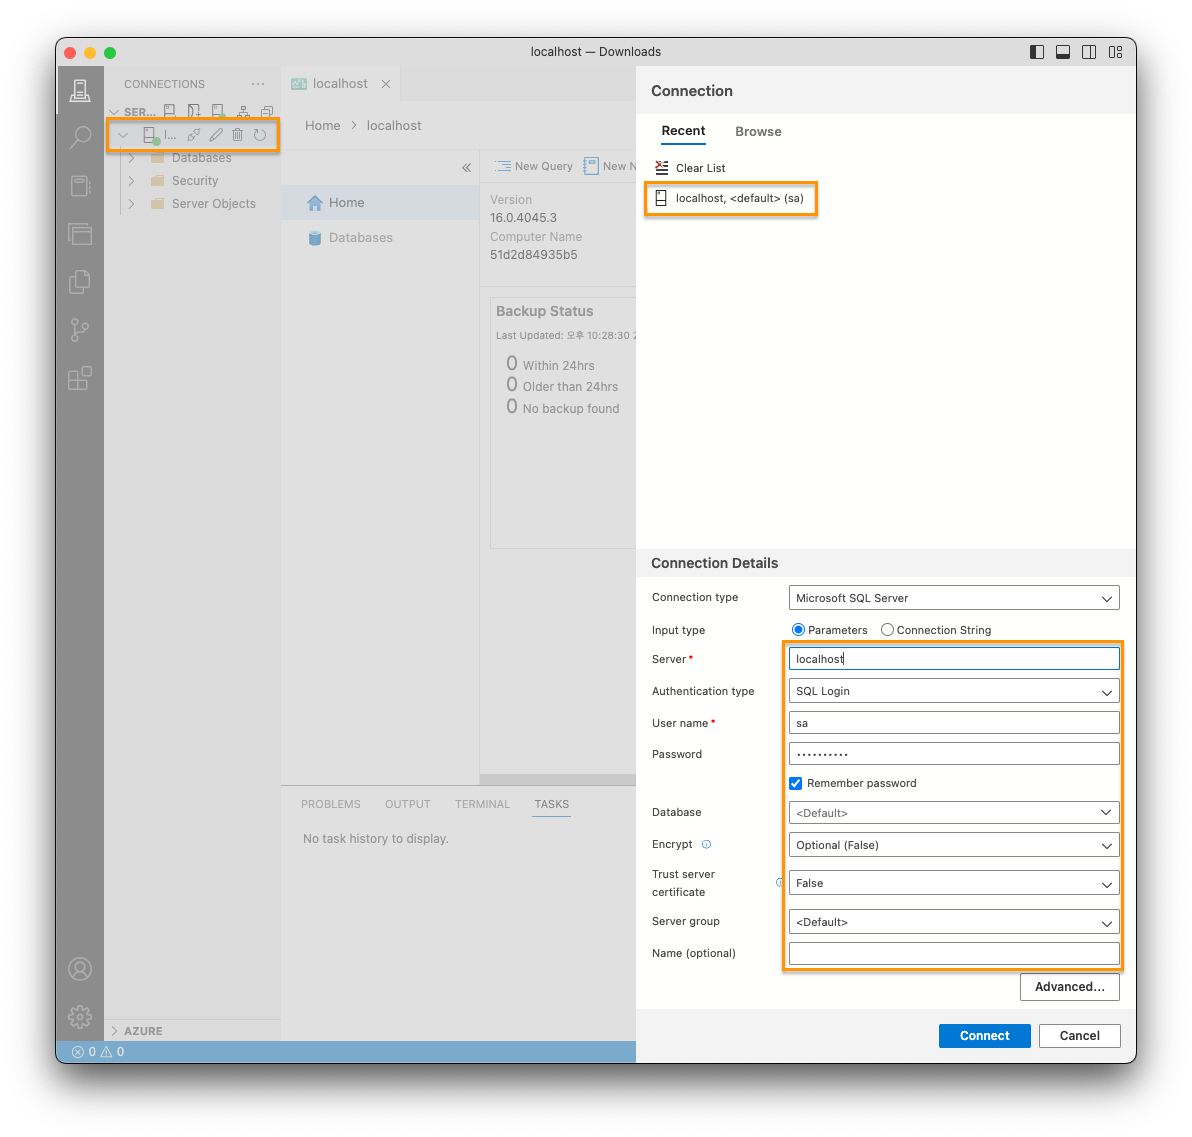 localhost — Downloads
CONNECTIONS
SER...
l...
Databases
Security
Server Objects
AZURE
localhost
Home > localhost
Home
Databases
New Query
New N
Version
16.0.4045.3
Computer Name
51d2d84935b5
Backup Status
Last Updated: 오후 10:28:30 2
0 Within 24hrs
0 Older than 24hrs
0 No backup found
PROBLEMS OUTPUT TERMINAL TASKS
No task history to display.
0 0
Connection
Recent Browse
Clear List
localhost, <default> (sa)
Connection Details
Connection type Microsoft SQL Server
Input type Parameters Connection String
Server* localhost
Authentication type SQL Login
User name* sa
Password ••••••••••
Remember password
Database <Default>
Encrypt Optional (False)
Trust server
certificate False
Server group <Default>
Name (optional)
Advanced...
Connect Cancel